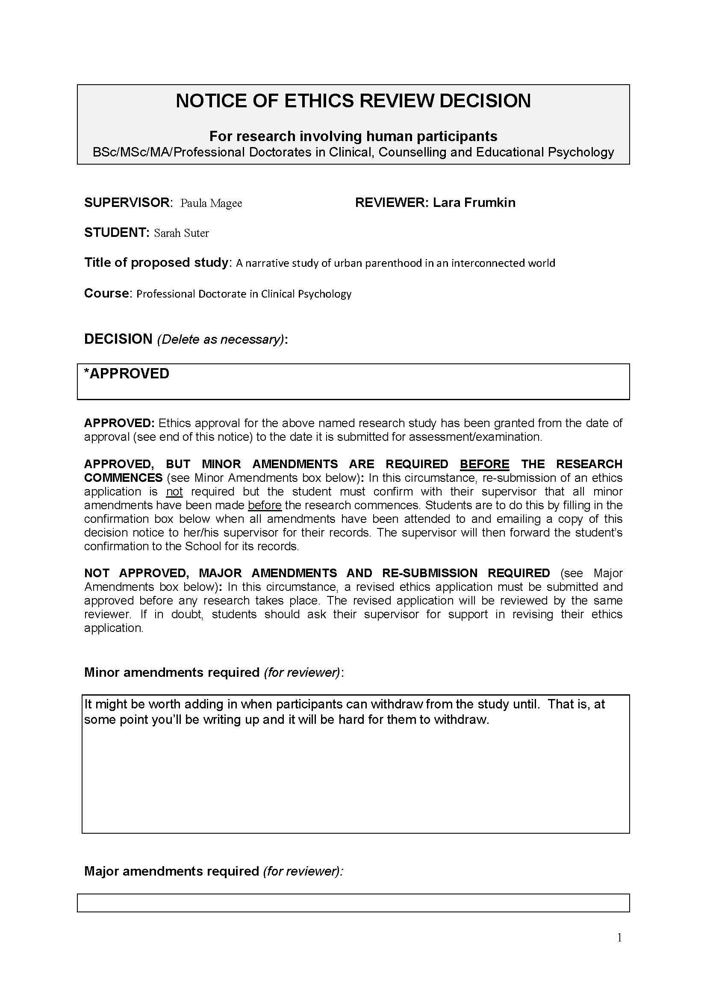 NOTICE OF ETHICS REVIEW DECISION
For research involving human participants
BSc/MSc/MA/Professional Doctorates in Clinical, Counselling and Educational Psychology
SUPERVISOR: Paula Magee REVIEWER: Lara Frumkin
STUDENT: Sarah Suter
Title of proposed study: A narrative study of urban parenthood in an interconnected world
Course: Professional Doctorate in Clinical Psychology
DECISION (Delete as necessary):
*APPROVED
APPROVED: Ethics approval for the above named research study has been granted from the date of
approval (see end of this notice) to the date it is submitted for assessment/examination.
APPROVED, BUT MINOR AMENDMENTS ARE REQUIRED BEFORE THE RESEARCH
COMMENCES (see Minor Amendments box below): In this circumstance, re-submission of an ethics
application is not required but the student must confirm with their supervisor that all minor
amendments have been made before the research commences. Students are to do this by filling in the
confirmation box below when all amendments have been attended to and emailing a copy of this
decision notice to her/his supervisor for their records. The supervisor will then forward the student’s
confirmation to the School for its records.
NOT APPROVED, MAJOR AMENDMENTS AND RE-SUBMISSION REQUIRED (see Major
Amendments box below): In this circumstance, a revised ethics application must be submitted and
approved before any research takes place. The revised application will be reviewed by the same
reviewer. If in doubt, students should ask their supervisor for support in revising their ethics
application.
Minor amendments required (for reviewer):
It might be worth adding in when participants can withdraw from the study until. That is, at
some point you’ll be writing up and it will be hard for them to withdraw.
Major amendments required (for reviewer):
1